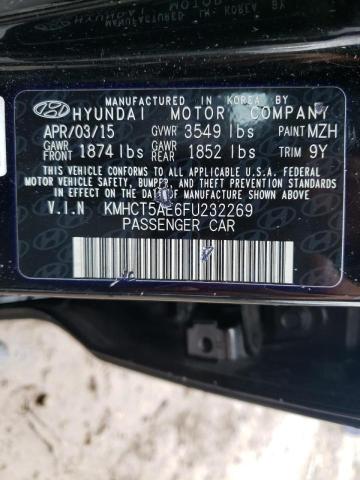 MANUFACTURED IN KOREA BY
HYUNDAI MOTOR COMPANY
APR/03/15 GVWR 3549 lbs PAINT MZH
GAWR FRONT 1874 lbs GAWR REAR 1852 lbs TRIM 9Y
THIS VEHICLE CONFORMS TO ALL APPLICABLE U.S. FEDERAL
MOTOR VEHICLE SAFETY, BUMPER, AND THEFT PREVENTION
STANDARDS IN EFFECT ON THE DATE OF MANUFACTURE SHOWN ABOVE.
V.I.N KMHCT5AE6FU232269
PASSENGER CAR